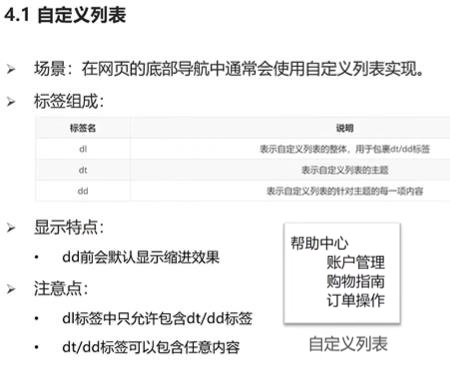 4.1 自定义列表
➢ 场景：在网页的底部导航中通常会使用自定义列表实现。
➢ 标签组成：
标签名 说明
dl 表示自定义列表的整体，用于包裹dt/dd标签
dt 表示自定义列表的主题
dd 表示自定义列表的针对主题的每一项内容
➢ 显示特点：
• dd前会默认显示缩进效果
➢ 注意点：
• dl标签中只允许包含dt/dd标签
• dt/dd标签可以包含任意内容
帮助中心
账户管理
购物指南
订单操作
自定义列表